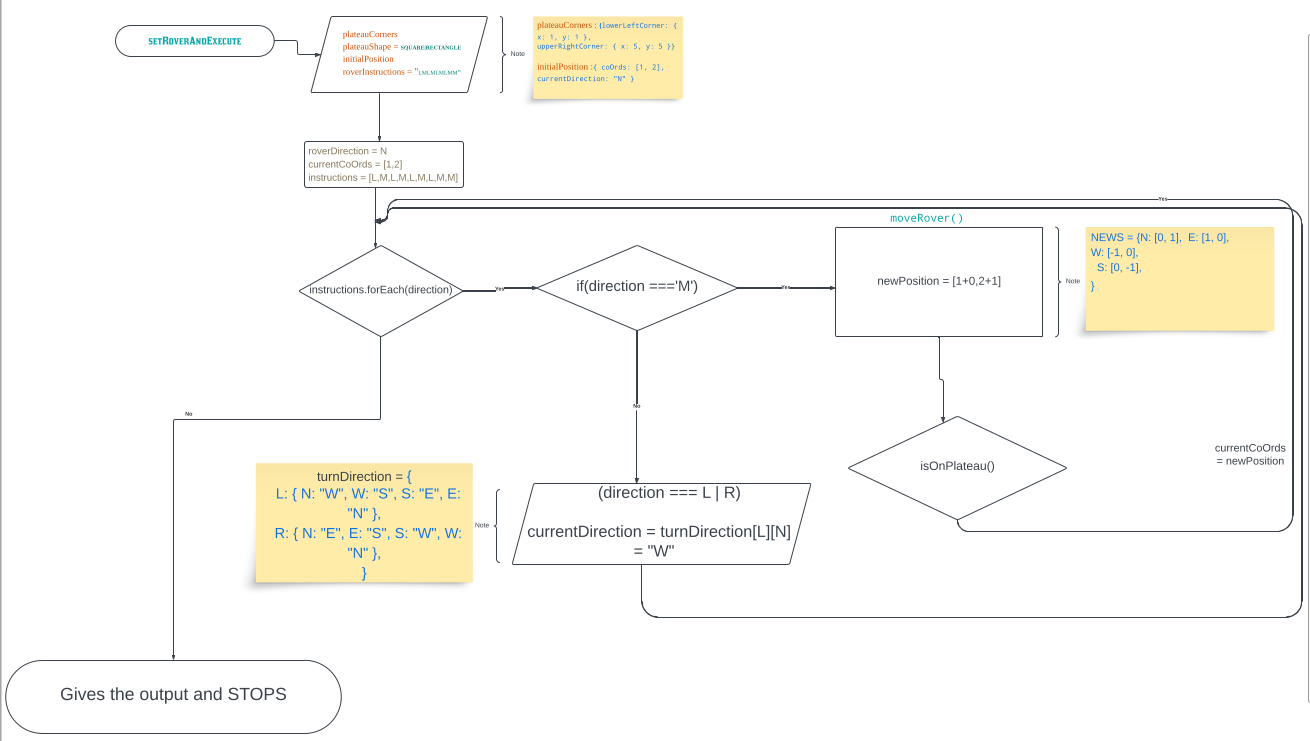 SETROVERANDEXECUTE
plateauCorners
plateauShape = SQUARE|RECTANGLE
initialPosition
roverInstructions = "LMLMLMLMM"
Note
plateauCorners : {lowerLeftCorner: {
x: 1, y: 1 },
upperRightCorner: { x: 5, y: 5 }}
initialPosition :{ coOrds: [1, 2],
currentDirection: "N" }
roverDirection = N
currentCoOrds = [1,2]
instructions = [L,M,L,M,L,M,L,M,M]
Yes
moveRover()
instructions.forEach(direction)
Yes
if(direction ==='M')
Yes
newPosition = [1+0,2+1]
Note
NEWS = {N: [0, 1], E: [1, 0],
W: [-1, 0],
S: [0, -1],
}
No
No
isOnPlateau()
currentCoOrds
= newPosition
turnDirection = {
L: { N: "W", W: "S", S: "E", E:
"N" },
R: { N: "E", E: "S", S: "W", W:
"N" },
}
Note
(direction === L | R)
currentDirection = turnDirection[L][N]
= "W"
Gives the output and STOPS